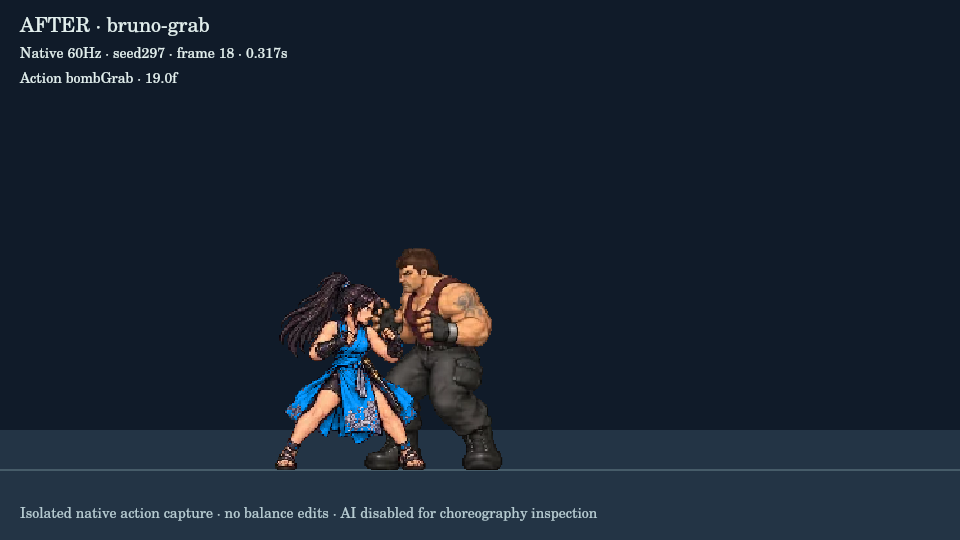 AFTER · bruno-grab
Native 60Hz · seed297 · frame 18 · 0.317s
Action bombGrab · 19.0f
Isolated native action capture · no balance edits · AI disabled for choreography inspection